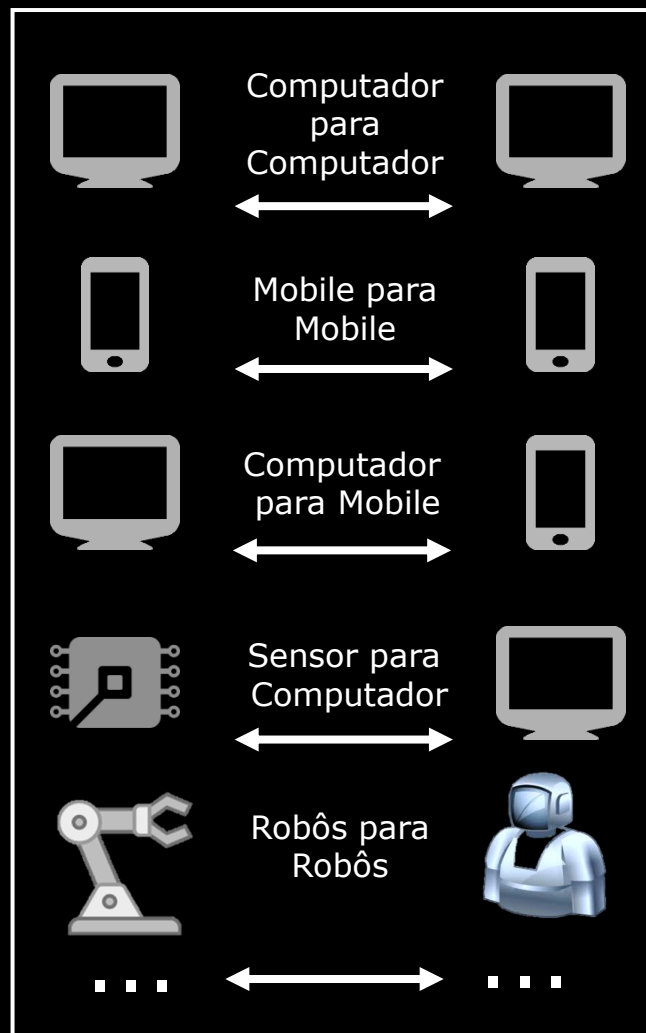 Computador
para
Computador
Mobile para
Mobile
Computador
para Mobile
Sensor para
Computador
Robôs para
Robôs
... ...